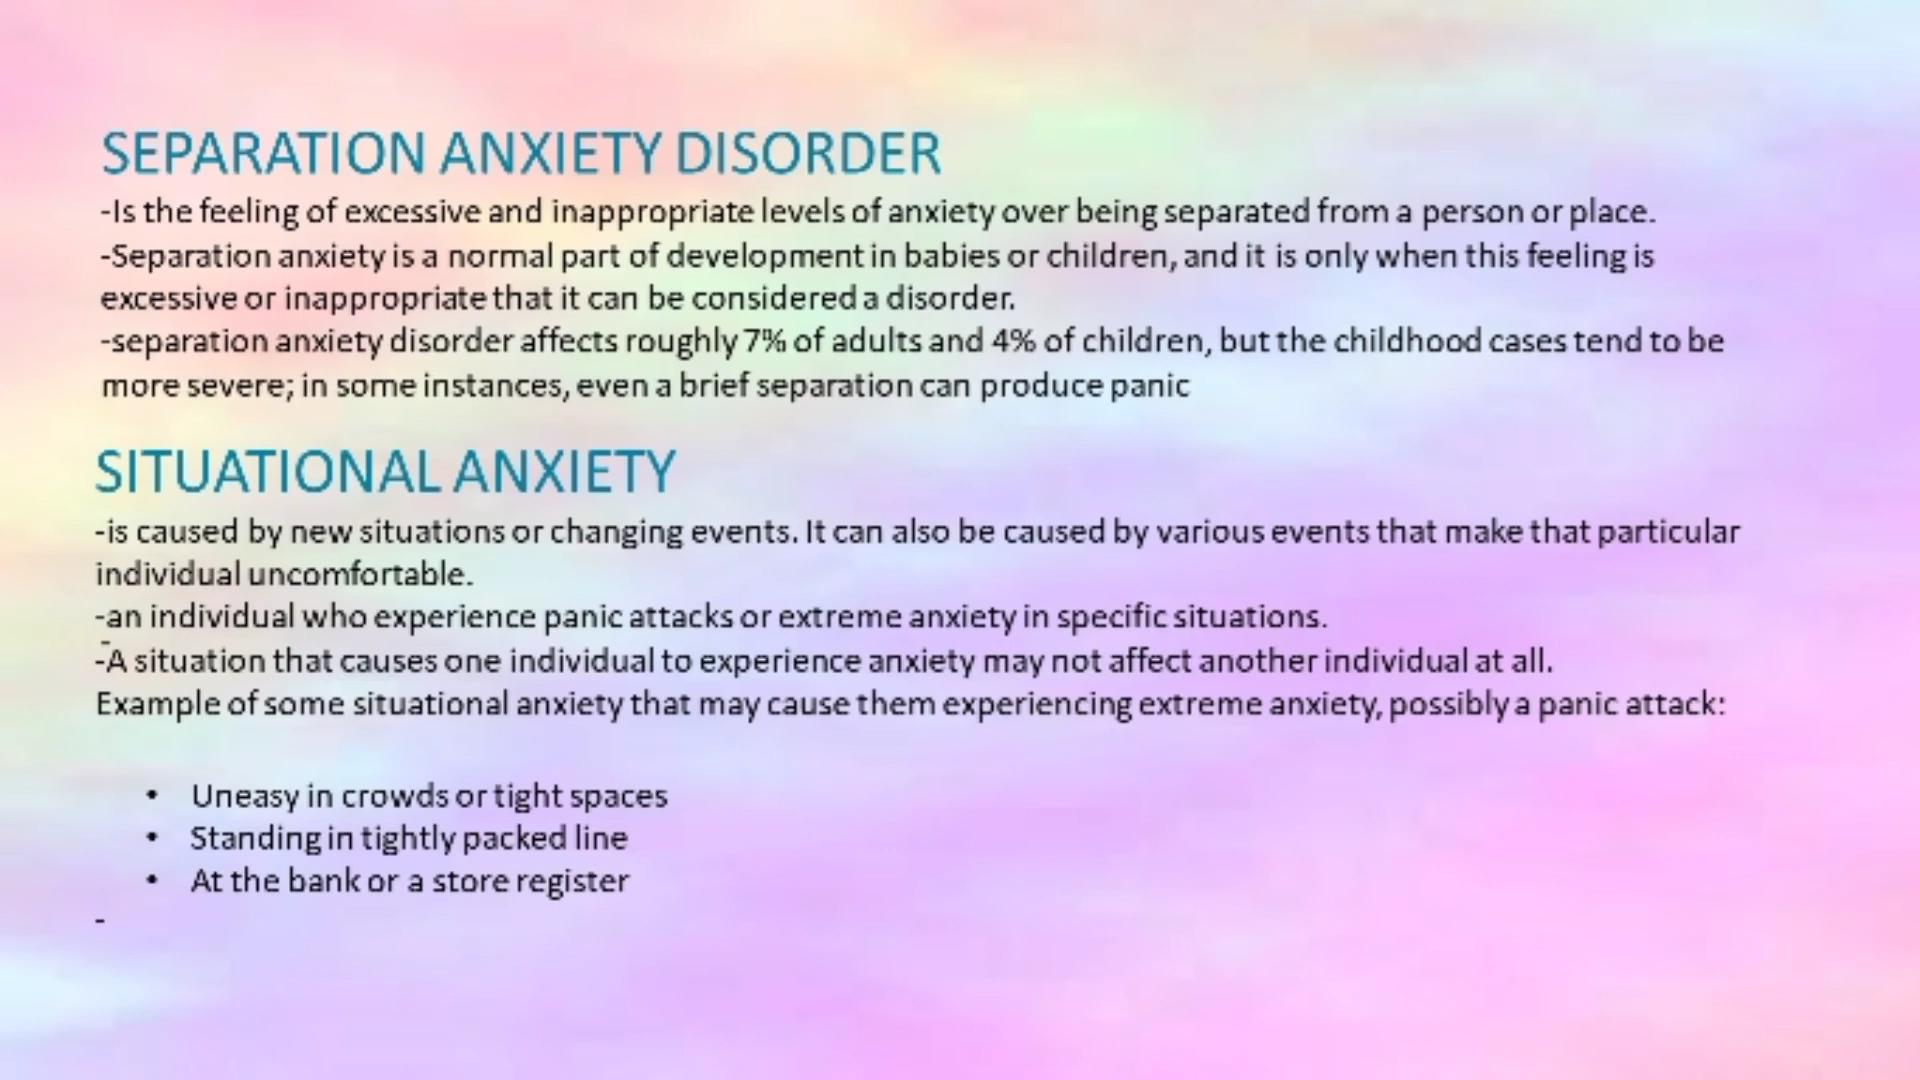 SEPARATION ANXIETY DISORDER
-Is the feeling of excessive and inappropriate levels of anxiety over being separated from a person or place.
-Separation anxiety is a normal part of development in babies or children, and it is only when this feeling is
excessive or inappropriate that it can be considered a disorder.
-separation anxiety disorder affects roughly 7% of adults and 4% of children, but the childhood cases tend to be
more severe; in some instances, even a brief separation can produce panic
SITUATIONAL ANXIETY
-is caused by new situations or changing events. It can also be caused by various events that make that particular
individual uncomfortable.
-an individual who experience panic attacks or extreme anxiety in specific situations.
-
-A situation that causes one individual to experience anxiety may not affect another individual at all.
Example of some situational anxiety that may cause them experiencing extreme anxiety, possibly a panic attack:
• Uneasy in crowds or tight spaces
• Standing in tightly packed line
• At the bank or a store register
-